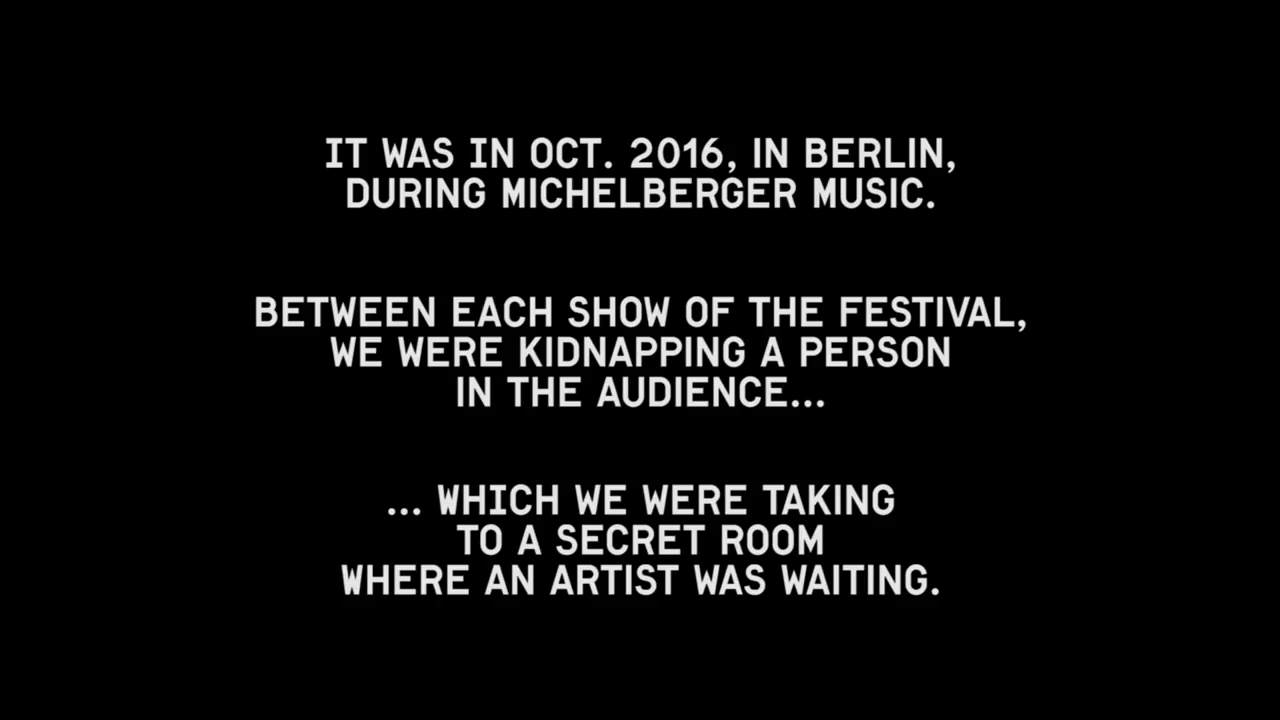 IT WAS IN OCT. 2016, IN BERLIN,
DURING MICHELBERGER MUSIC.
BETWEEN EACH SHOW OF THE FESTIVAL,
WE WERE KIDNAPPING A PERSON
IN THE AUDIENCE...
... WHICH WE WERE TAKING
TO A SECRET ROOM
WHERE AN ARTIST WAS WAITING.